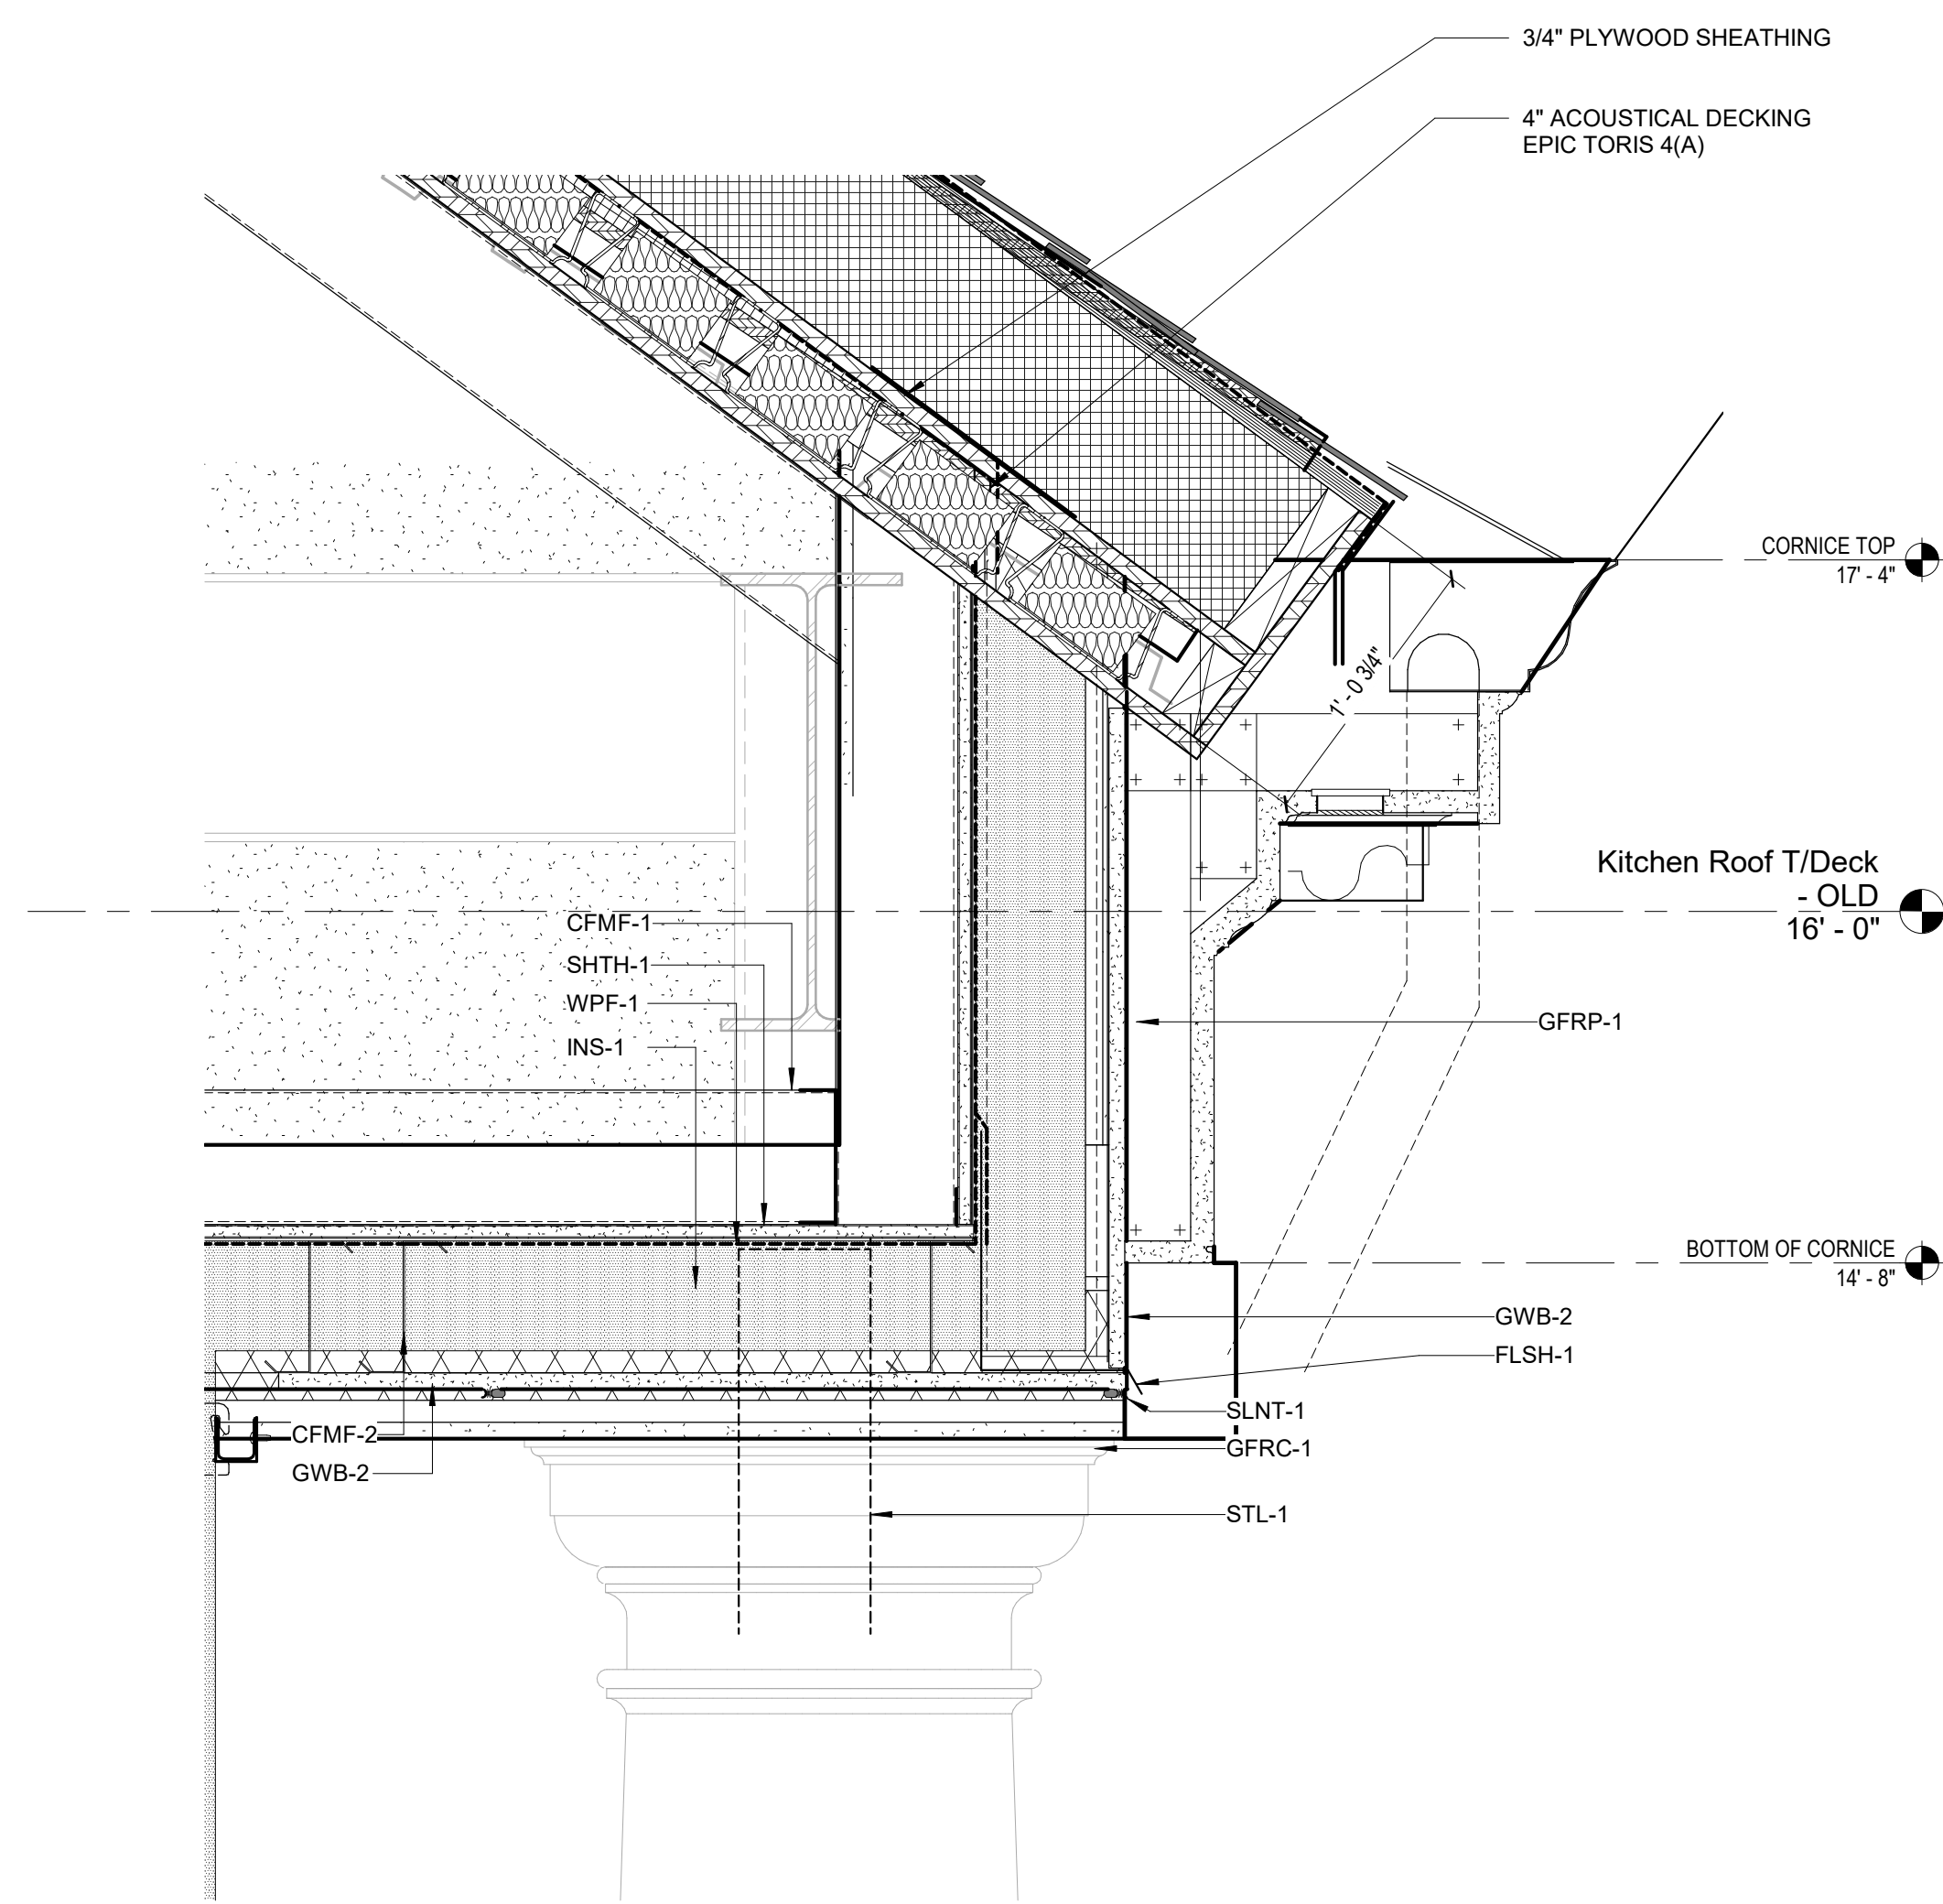 3/4" PLYWOOD SHEATHING
4" ACOUSTICAL DECKING
EPIC TORIS 4(A)
CORNICE TOP
17' - 4"
1' - 0 3/4"
Kitchen Roof T/Deck
- OLD
16' - 0"
CFMF-1
SHTH-1
WPF-1
INS-1
GFRP-1
BOTTOM OF CORNICE
14' - 8"
GWB-2
FLSH-1
SLNT-1
CFMF-2
GFRC-1
GWB-2
STL-1